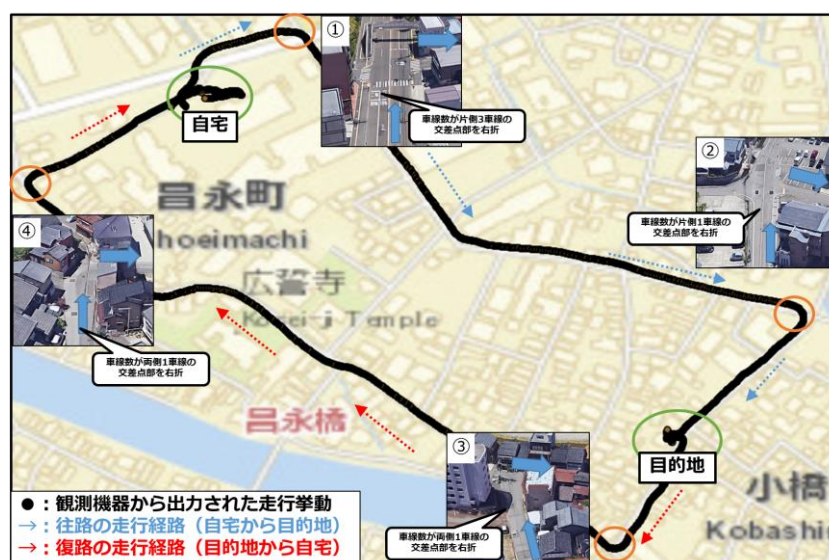 ①
車線数が片側3車線の
交差点部を右折
自宅
②
車線数が片側1車線の
交差点部を右折
昌永町
hoeimachi
④
車線数が両側1車線の
交差点部を右折
広誓寺
Kosei-ji Temple
昌永橋
③
車線数が両側1車線の
交差点部を右折
目的地
小橋
Kobashi
●：観測機器から出力された走行挙動
→：往路の走行経路（自宅から目的地）
→：復路の走行経路（目的地から自宅）